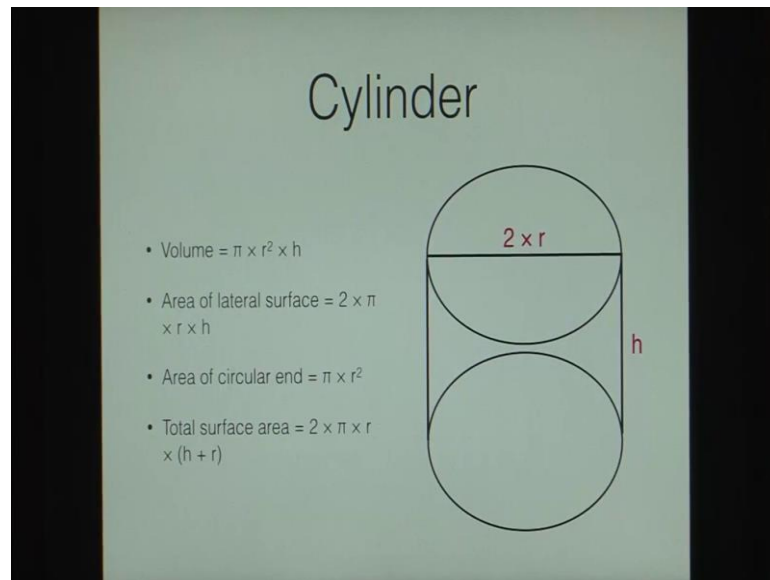 Cylinder
• Volume = π x r² x h
• Area of lateral surface = 2 x π
x r x h
• Area of circular end = π x r²
• Total surface area = 2 x π x r
x (h + r)
2 x r
h